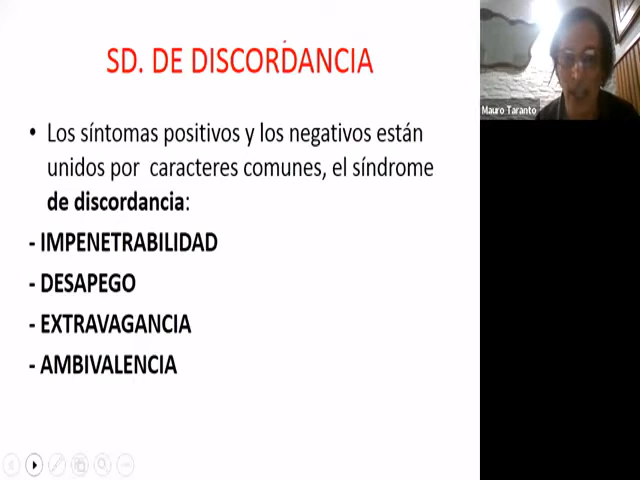 SD. DE DISCORDANCIA
• Los síntomas positivos y los negativos están
unidos por caracteres comunes, el síndrome
de discordancia:
- IMPENETRABILIDAD
- DESAPEGO
- EXTRAVAGANCIA
- AMBIVALENCIA
Mauro Taranto